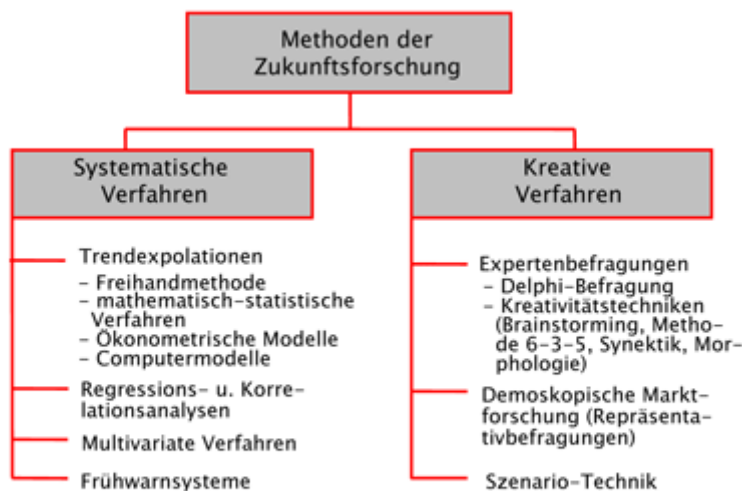 Methoden der
Zukunftsforschung
Systematische
Verfahren
Trendexpolationen
– Freihandmethode
– mathematisch-statistische
Verfahren
– Ökonometrische Modelle
– Computermodelle
Regressions- u. Korre-
lationsanalysen
Multivariate Verfahren
Frühwarnsysteme
Kreative
Verfahren
Expertenbefragungen
– Delphi-Befragung
– Kreativitätstechniken
(Brainstorming, Metho-
de 6-3-5, Synektik, Mor-
phologie)
Demoskopische Markt-
forschung (Repräsenta-
tivbefragungen)
Szenario-Technik